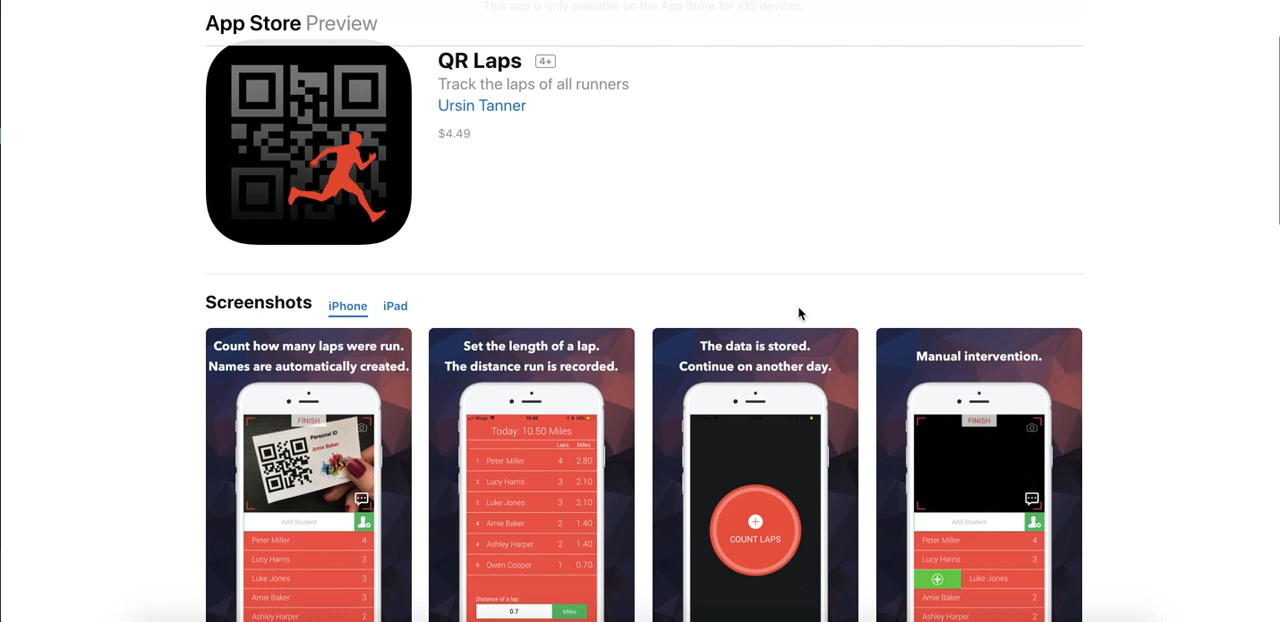 This app is only available on the App Store for iOS devices.
App Store Preview
QR Laps 4+
Track the laps of all runners
Ursin Tanner
$4.49
Screenshots iPhone iPad
Count how many laps were run.
Names are automatically created.
FINISH
Personal ID
Amie Baker
Add Student
Peter Miller 4
Lucy Harris 3
Luke Jones 3
Amie Baker 2
Ashley Harper 2
Set the length of a lap.
The distance run is recorded.
Today: 10.50 Miles
Laps Miles
1 Peter Miller 4 2.80
2 Lucy Harris 3 2.10
2 Luke Jones 3 2.10
4 Amie Baker 2 1.40
4 Ashley Harper 2 1.40
6 Owen Cooper 1 0.70
Distance of a lap:
0.7 Miles
The data is stored.
Continue on another day.
COUNT LAPS
Manual intervention.
FINISH
Add Student
Peter Miller 4
Lucy Harris 3
Luke Jones
Amie Baker 2
Ashley Harper 2